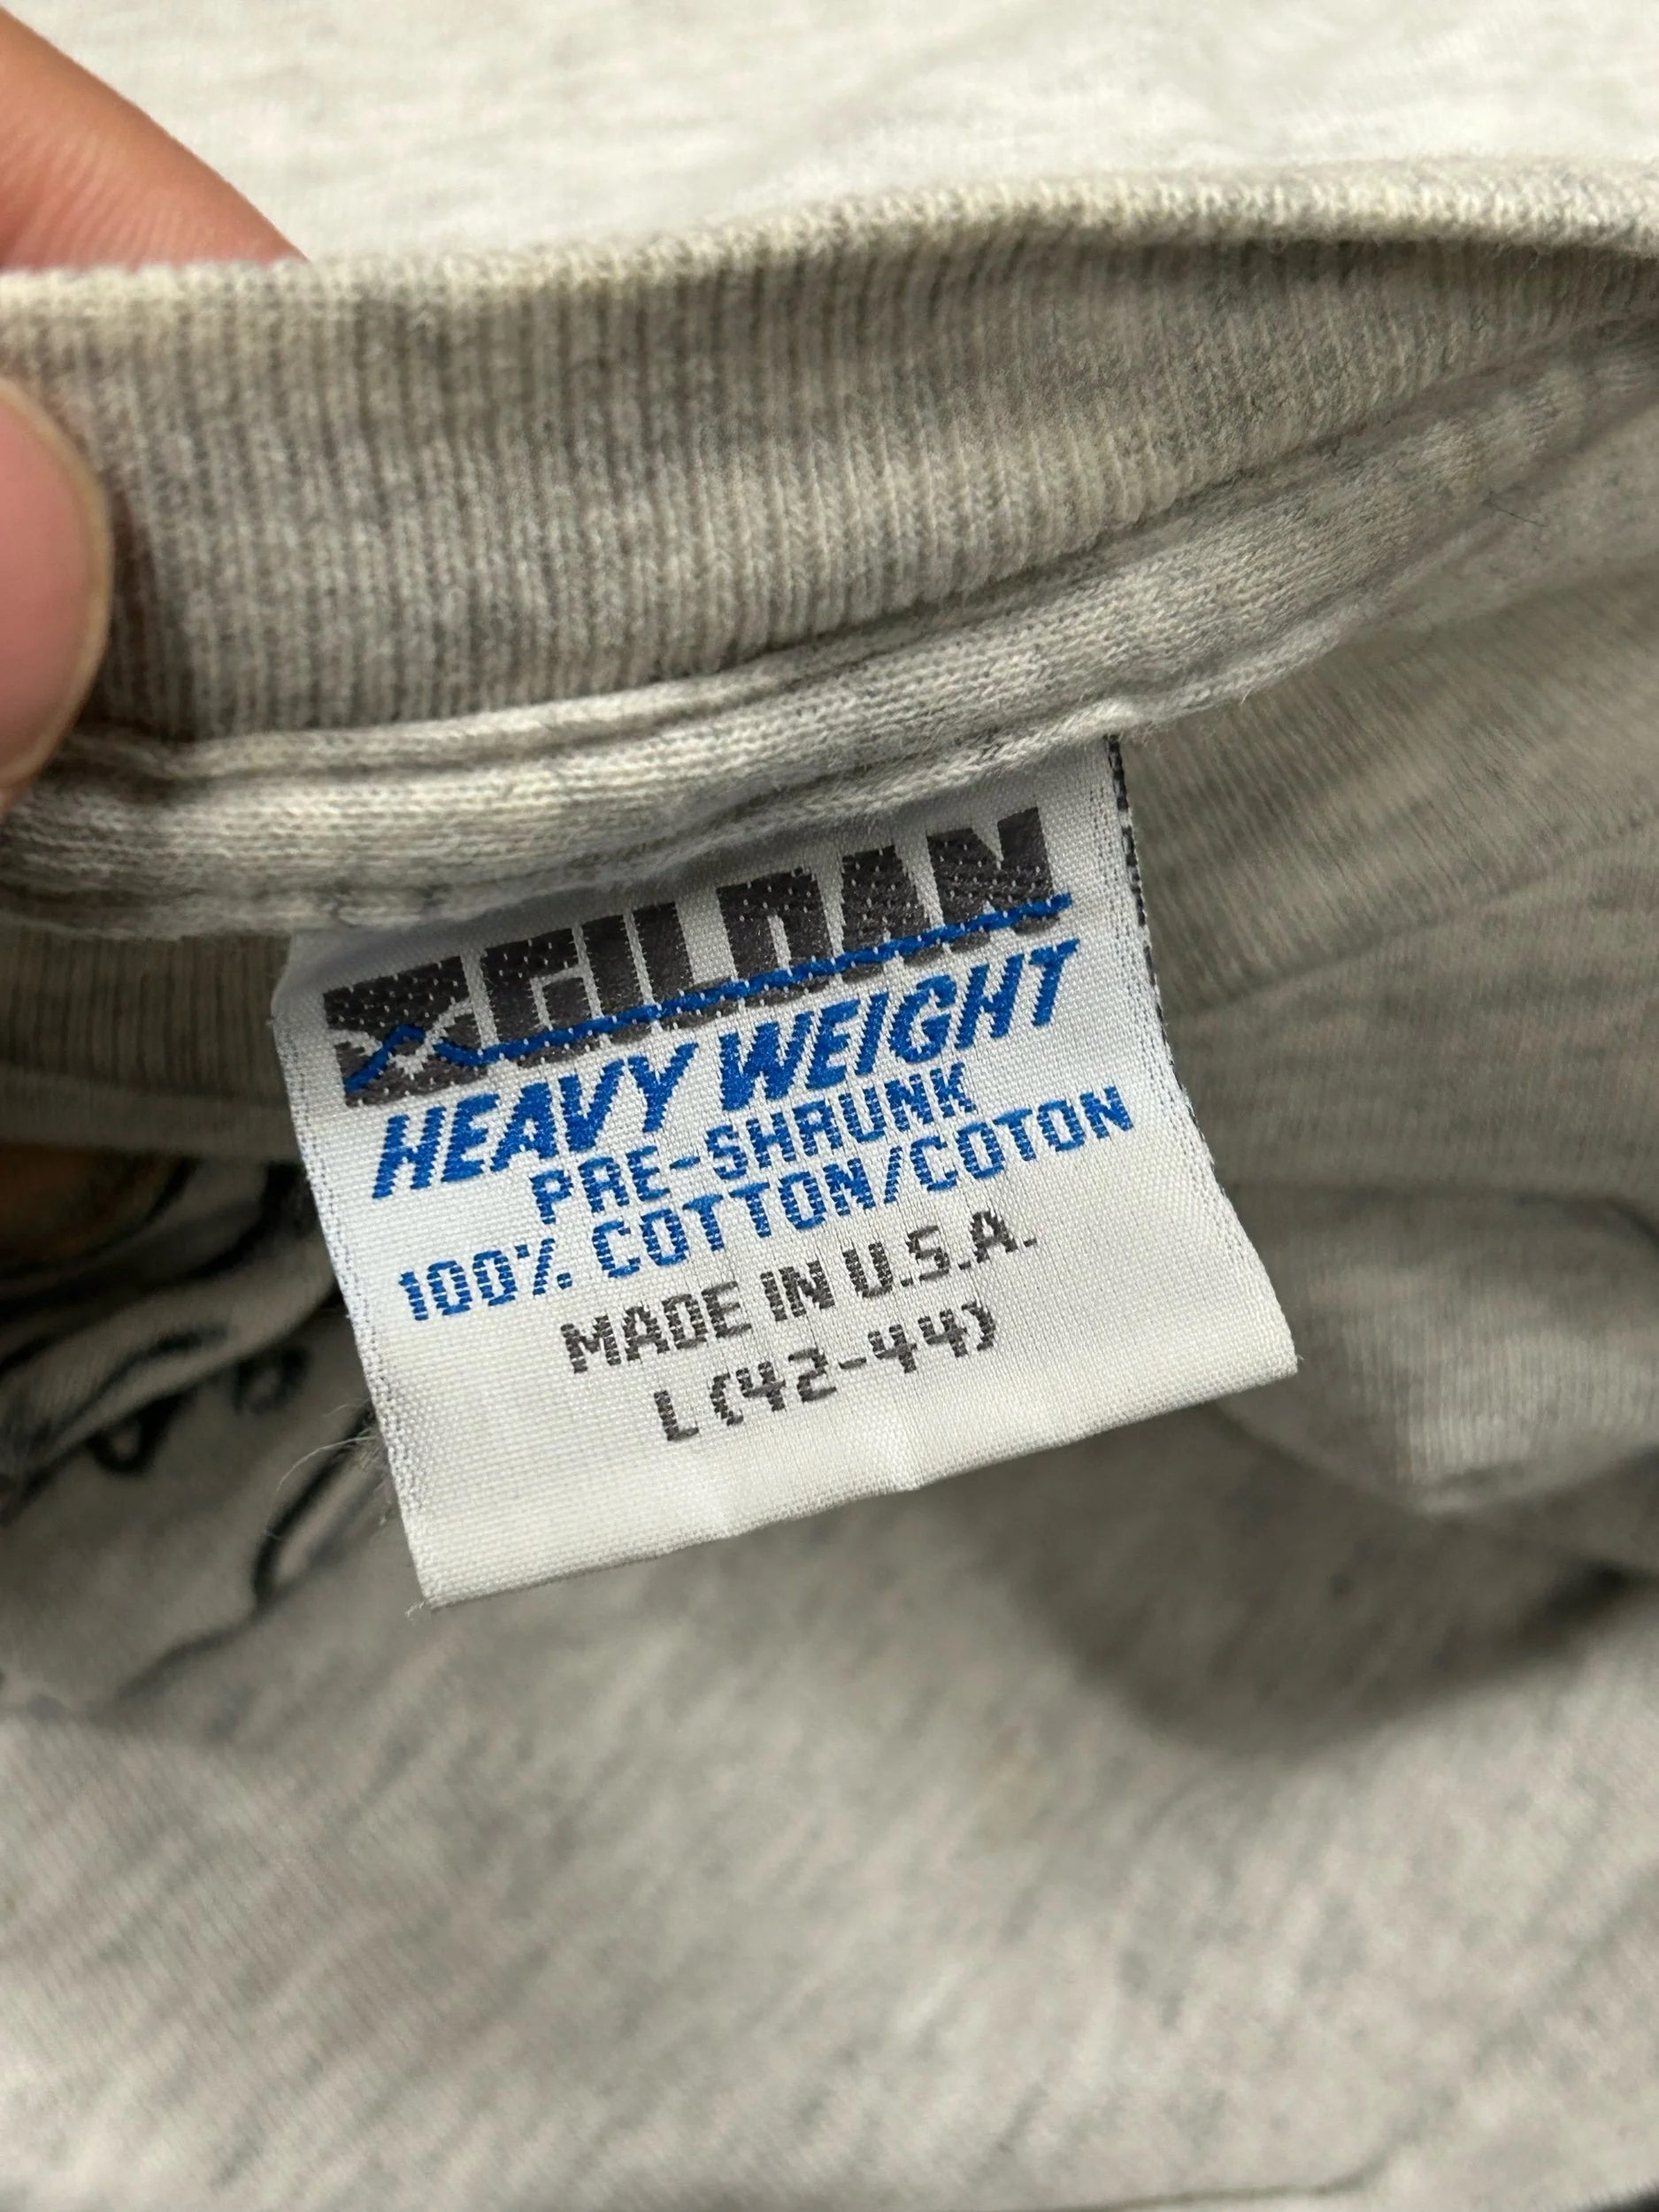 GILDAN
HEAVY WEIGHT
PRE-SHRUNK
100% COTTON/COTON
MADE IN U.S.A.
L (42-44)